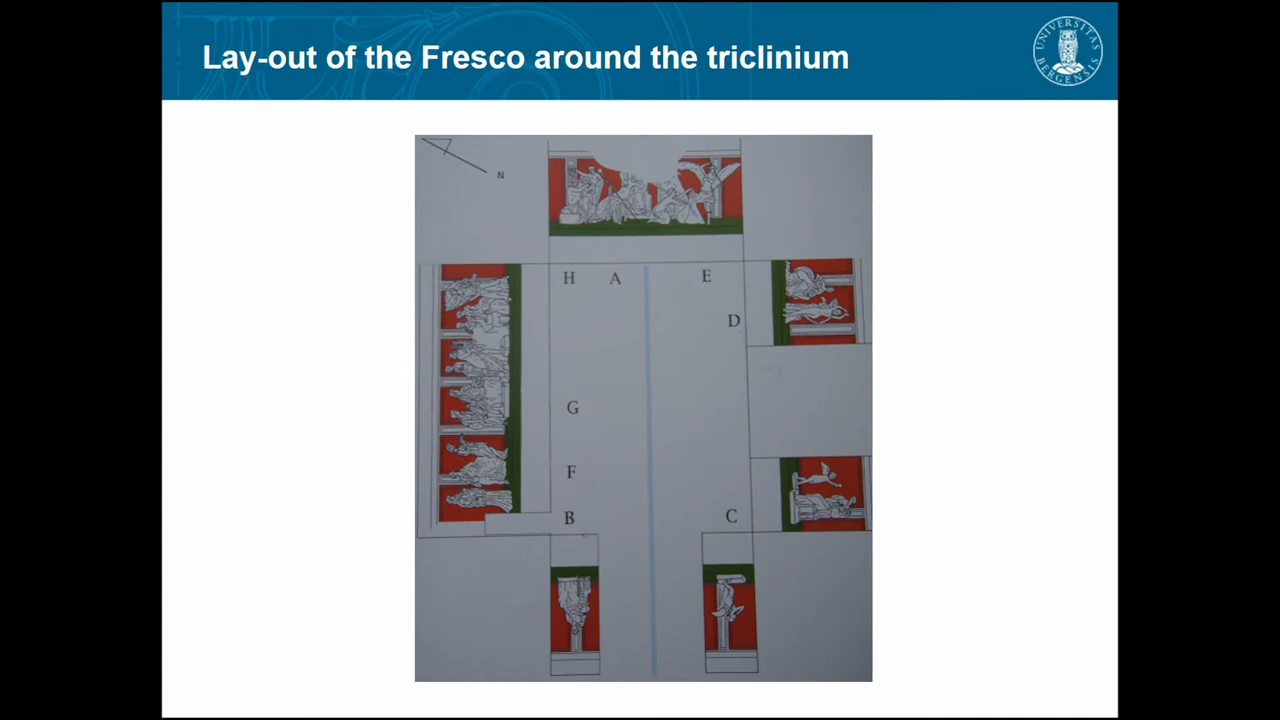 Lay-out of the Fresco around the triclinium
UNIVERSITAS
BERGENSIS
N
H A E
D
G
F
B C